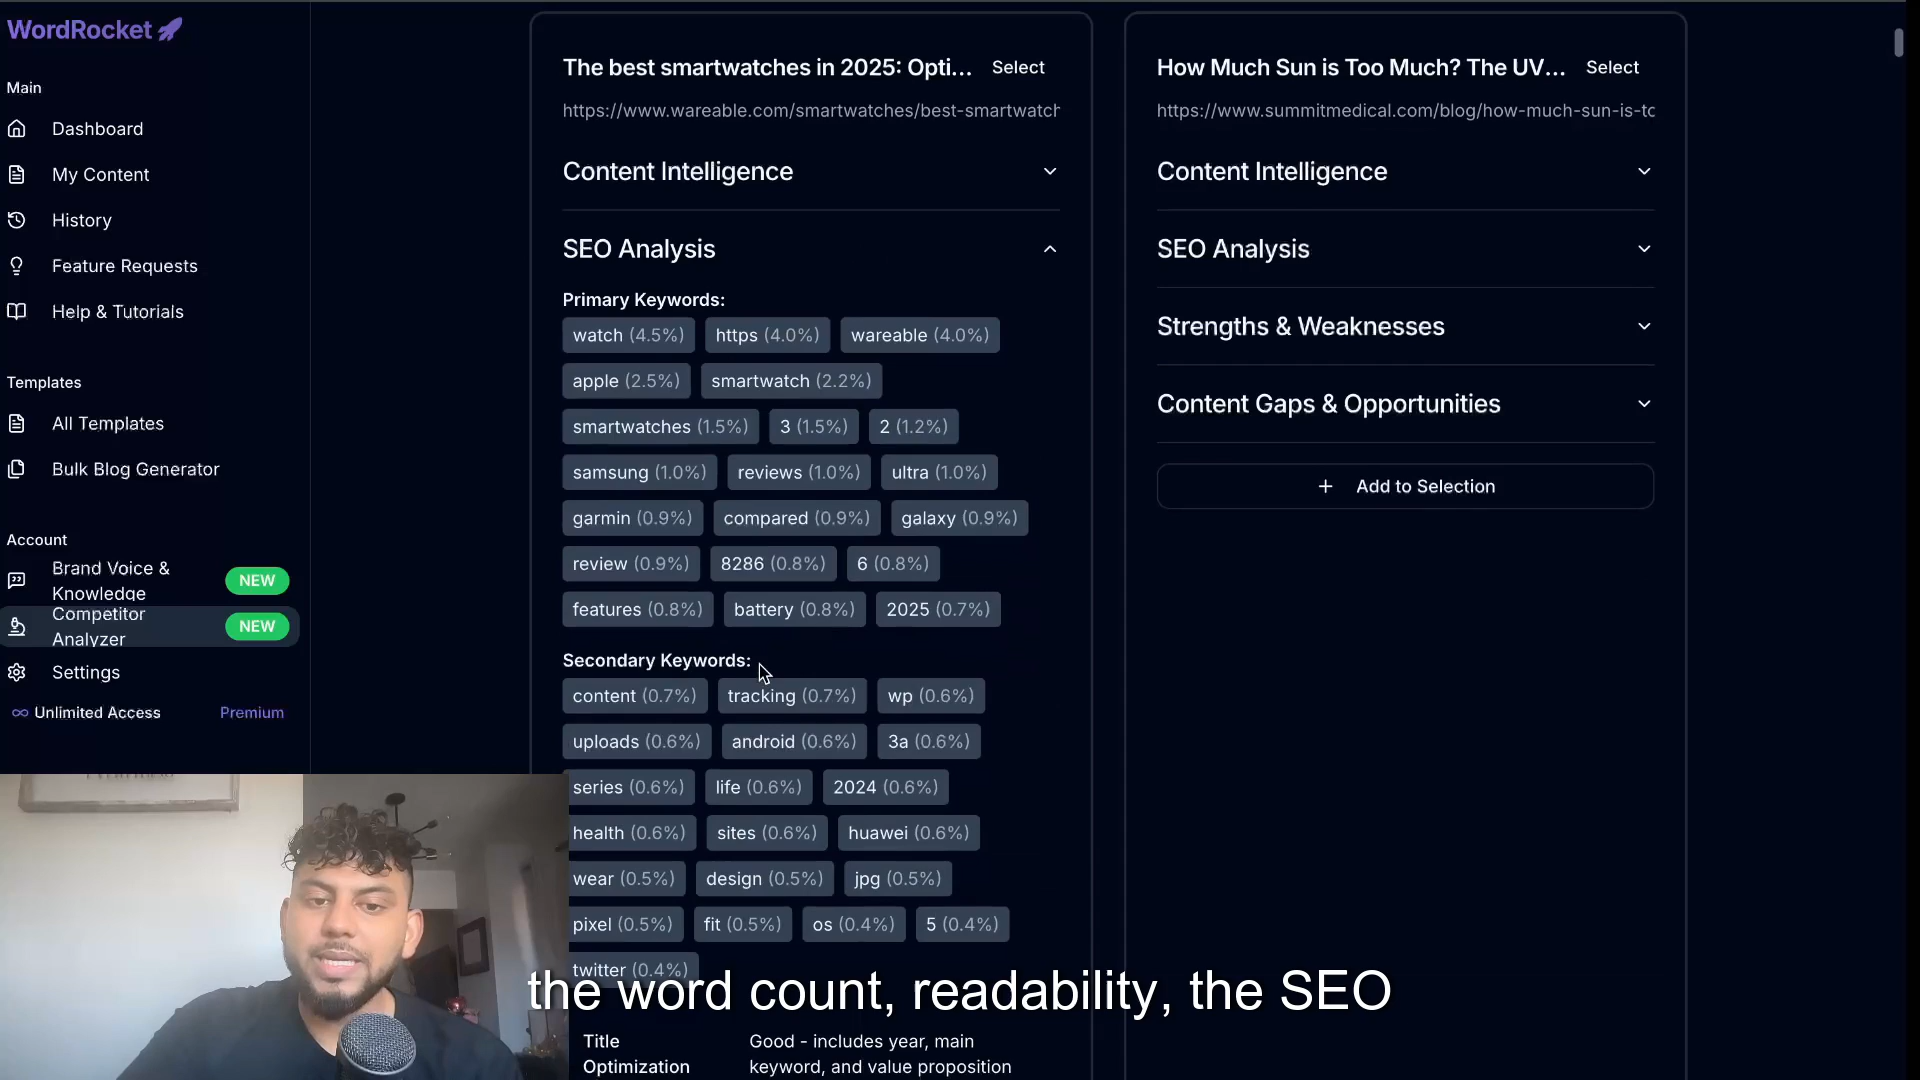 WordRocket
Main
Dashboard
My Content
History
Feature Requests
Help & Tutorials
Templates
All Templates
Bulk Blog Generator
Account
Brand Voice &
Knowledge
NEW
Competitor
Analyzer
NEW
Settings
Unlimited Access Premium
The best smartwatches in 2025: Opti... Select
https://www.wareable.com/smartwatches/best-smartwatch
Content Intelligence
SEO Analysis
Primary Keywords:
watch (4.5%) https (4.0%) wareable (4.0%)
apple (2.5%) smartwatch (2.2%)
smartwatches (1.5%) 3 (1.5%) 2 (1.2%)
samsung (1.0%) reviews (1.0%) ultra (1.0%)
garmin (0.9%) compared (0.9%) galaxy (0.9%)
review (0.9%) 8286 (0.8%) 6 (0.8%)
features (0.8%) battery (0.8%) 2025 (0.7%)
Secondary Keywords:
content (0.7%) tracking (0.7%) wp (0.6%)
uploads (0.6%) android (0.6%) 3a (0.6%)
series (0.6%) life (0.6%) 2024 (0.6%)
health (0.6%) sites (0.6%) huawei (0.6%)
wear (0.5%) design (0.5%) jpg (0.5%)
pixel (0.5%) fit (0.5%) os (0.4%) 5 (0.4%)
twitter (0.4%)
Title
Optimization
Good - includes year, main
keyword, and value proposition
How Much Sun is Too Much? The UV... Select
https://www.summitmedical.com/blog/how-much-sun-is-to
Content Intelligence
SEO Analysis
Strengths & Weaknesses
Content Gaps & Opportunities
+ Add to Selection
the word count, readability, the SEO